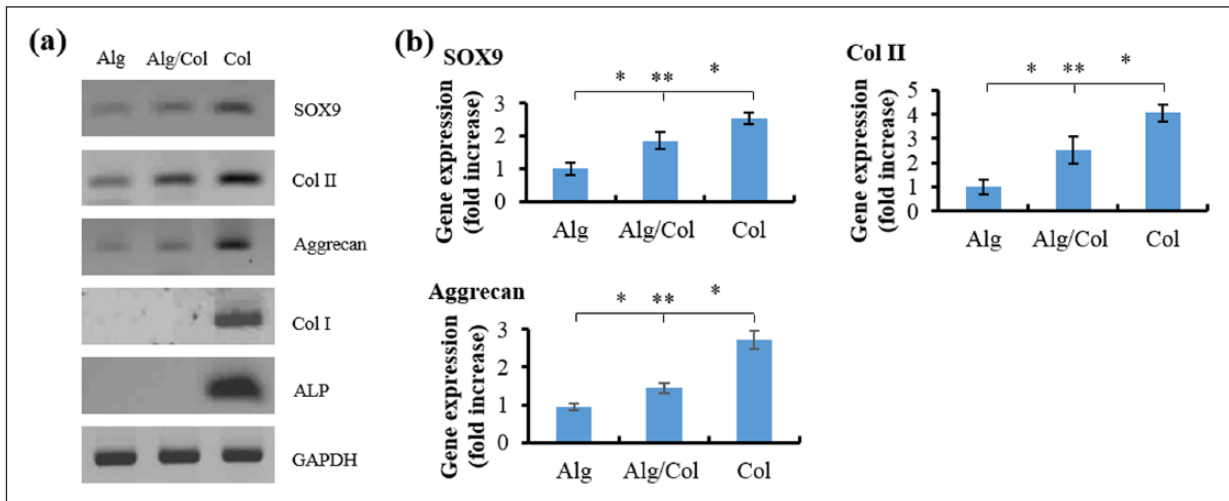 (a)
Alg Alg/Col Col
SOX9
Col II
Aggrecan
Col I
ALP
GAPDH
(b)
SOX9
* ** *
Gene expression
(fold increase)
3
2
1
0
Alg Alg/Col Col
Col II
* ** *
Gene expression
(fold increase)
5
4
3
2
1
0
Alg Alg/Col Col
Aggrecan
* ** *
Gene expression
(fold increase)
3
2
1
0
Alg Alg/Col Col